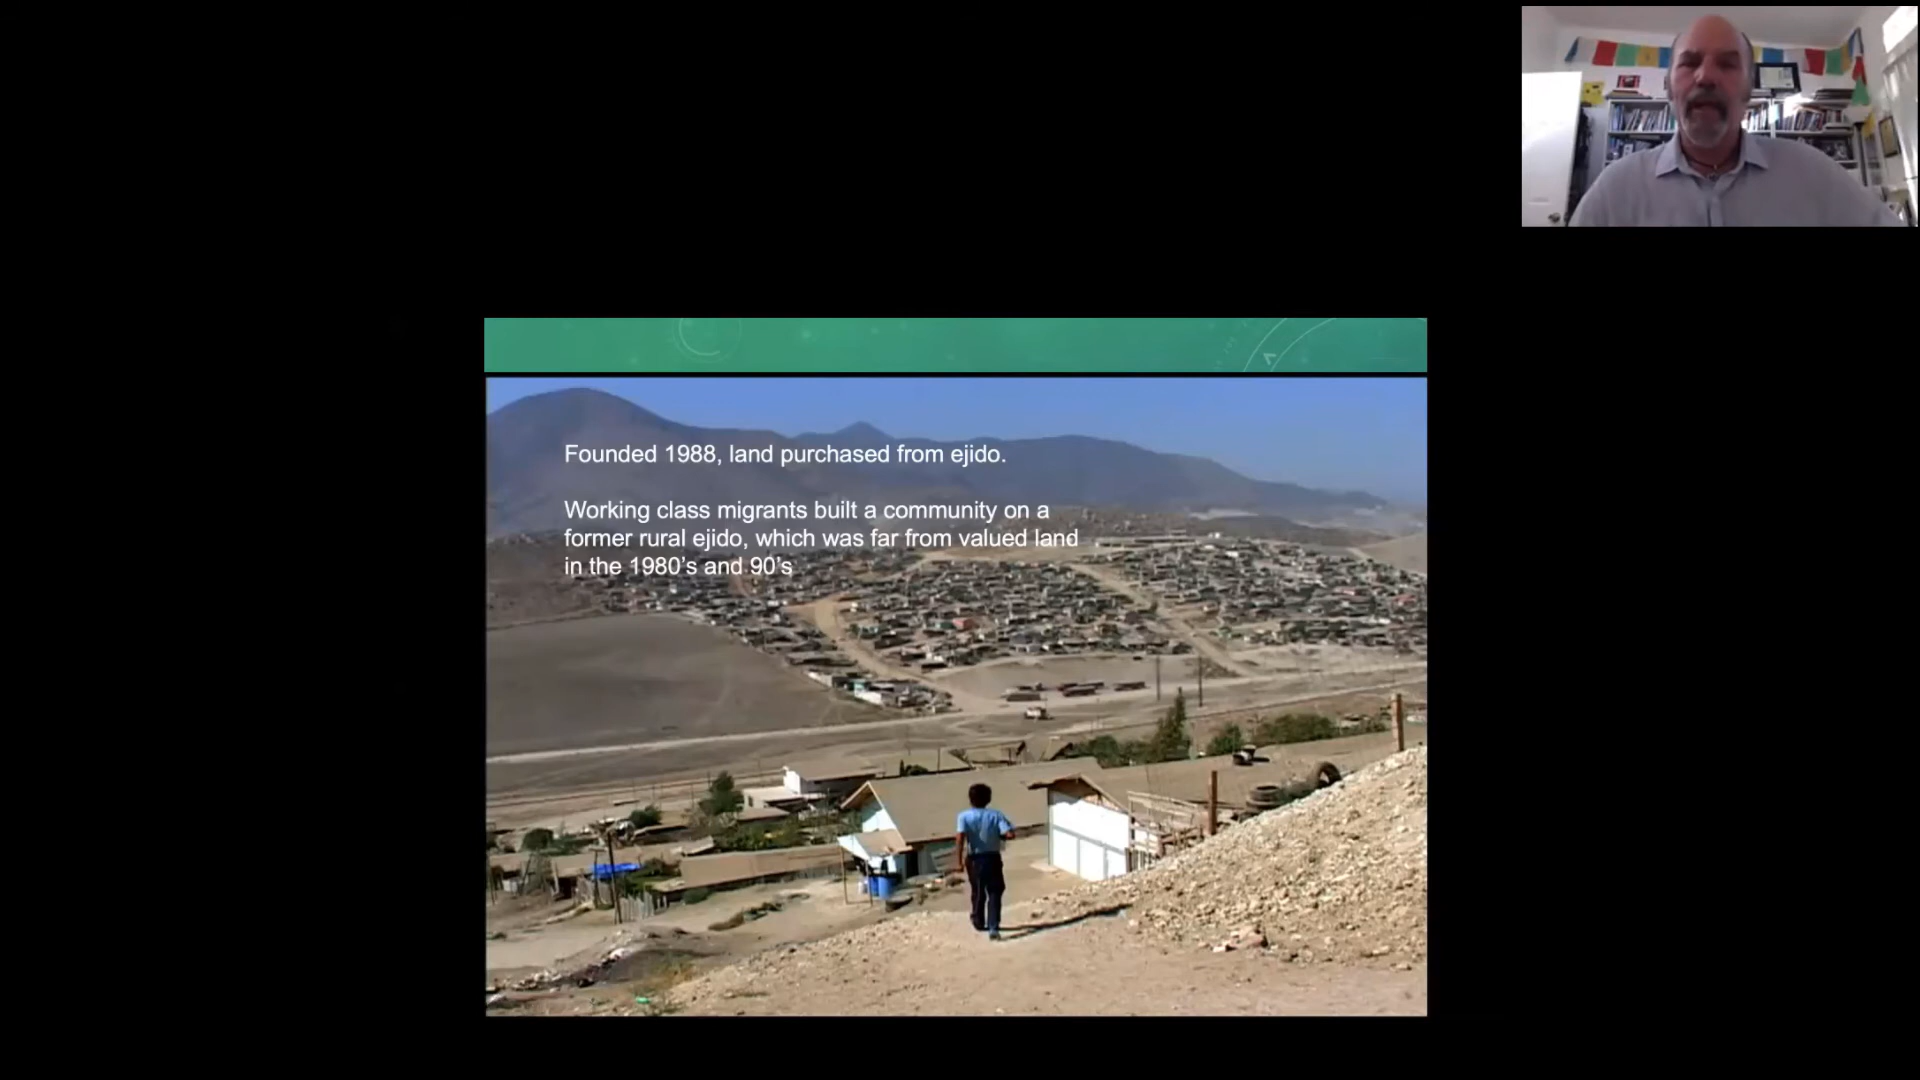 Founded 1988, land purchased from ejido.
Working class migrants built a community on a
former rural ejido, which was far from valued land
in the 1980's and 90's